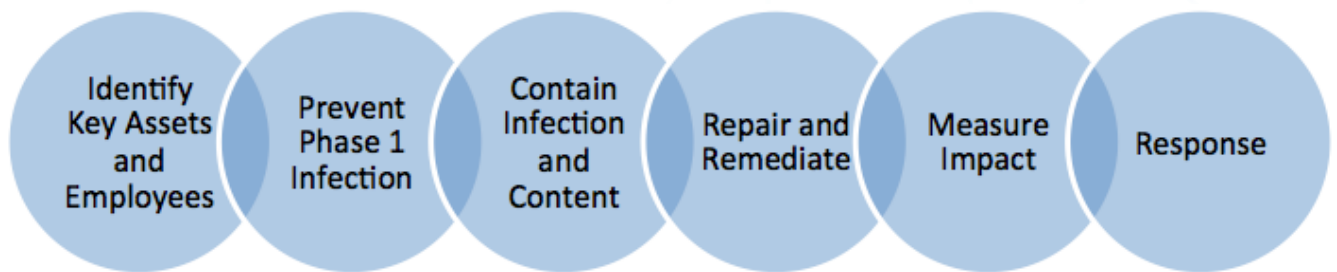 Identify
Key Assets
and
Employees
Prevent
Phase 1
Infection
Contain
Infection
and
Content
Repair and
Remediate
Measure
Impact
Response